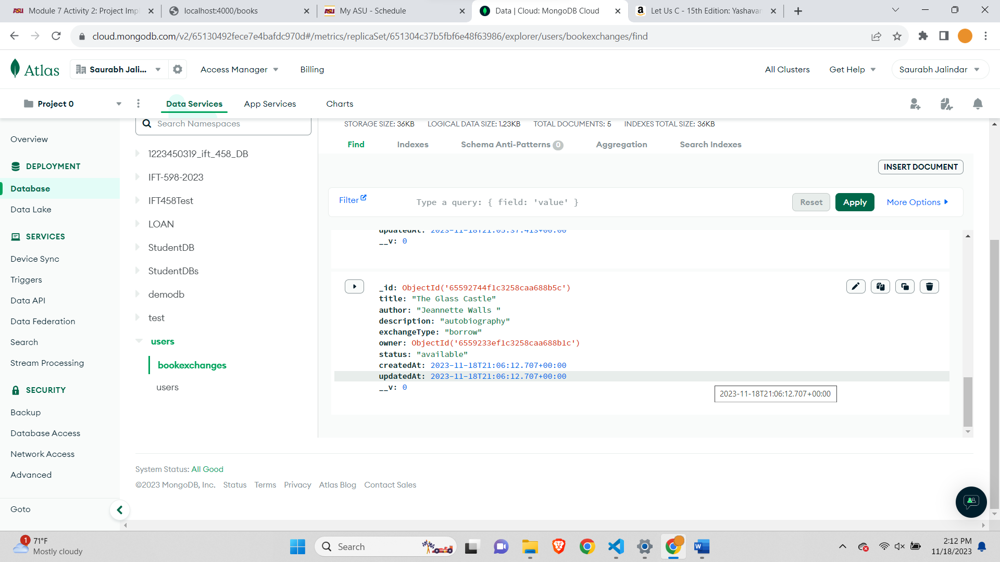 Module 7 Activity 2: Project Impl
localhost:4000/books
My ASU - Schedule
Data | Cloud: MongoDB Cloud
Let Us C - 15th Edition: Yashavan
cloud.mongodb.com/v2/65130492fece7e4bafdc970d#/metrics/replicaSet/651304c37b5fbf6e48f63986/explorer/users/bookexchanges/find
Atlas
Saurabh Jali...
Access Manager
Billing
All Clusters
Get Help
Saurabh Jalindar
Project 0
Data Services
App Services
Charts
Overview
DEPLOYMENT
Database
Data Lake
SERVICES
Device Sync
Triggers
Data API
Data Federation
Search
Stream Processing
SECURITY
Backup
Database Access
Network Access
Advanced
Goto
Search Namespaces
1223450319_ift_458_DB
IFT-598-2023
IFT458Test
LOAN
StudentDB
StudentDBs
demodb
test
users
bookexchanges
users
STORAGE SIZE: 36KB LOGICAL DATA SIZE: 1.23KB TOTAL DOCUMENTS: 5 INDEXES TOTAL SIZE: 36KB
Find Indexes Schema Anti-Patterns 0 Aggregation Search Indexes
INSERT DOCUMENT
Filter Type a query: { field: 'value' } Reset Apply More Options
updatedAt: 2023-11-18T21:05:37.413+00:00
__v: 0
_id: ObjectId('65592744f1c3258caa688b5c')
title: "The Glass Castle"
author: "Jeannette Walls "
description: "autobiography"
exchangeType: "borrow"
owner: ObjectId('6559233ef1c3258caa688b1c')
status: "available"
createdAt: 2023-11-18T21:06:12.707+00:00
updatedAt: 2023-11-18T21:06:12.707+00:00
__v: 0
2023-11-18T21:06:12.707+00:00
System Status: All Good
©2023 MongoDB, Inc. Status Terms Privacy Atlas Blog Contact Sales
1
71°F
Mostly cloudy
Search
2:12 PM
11/18/2023